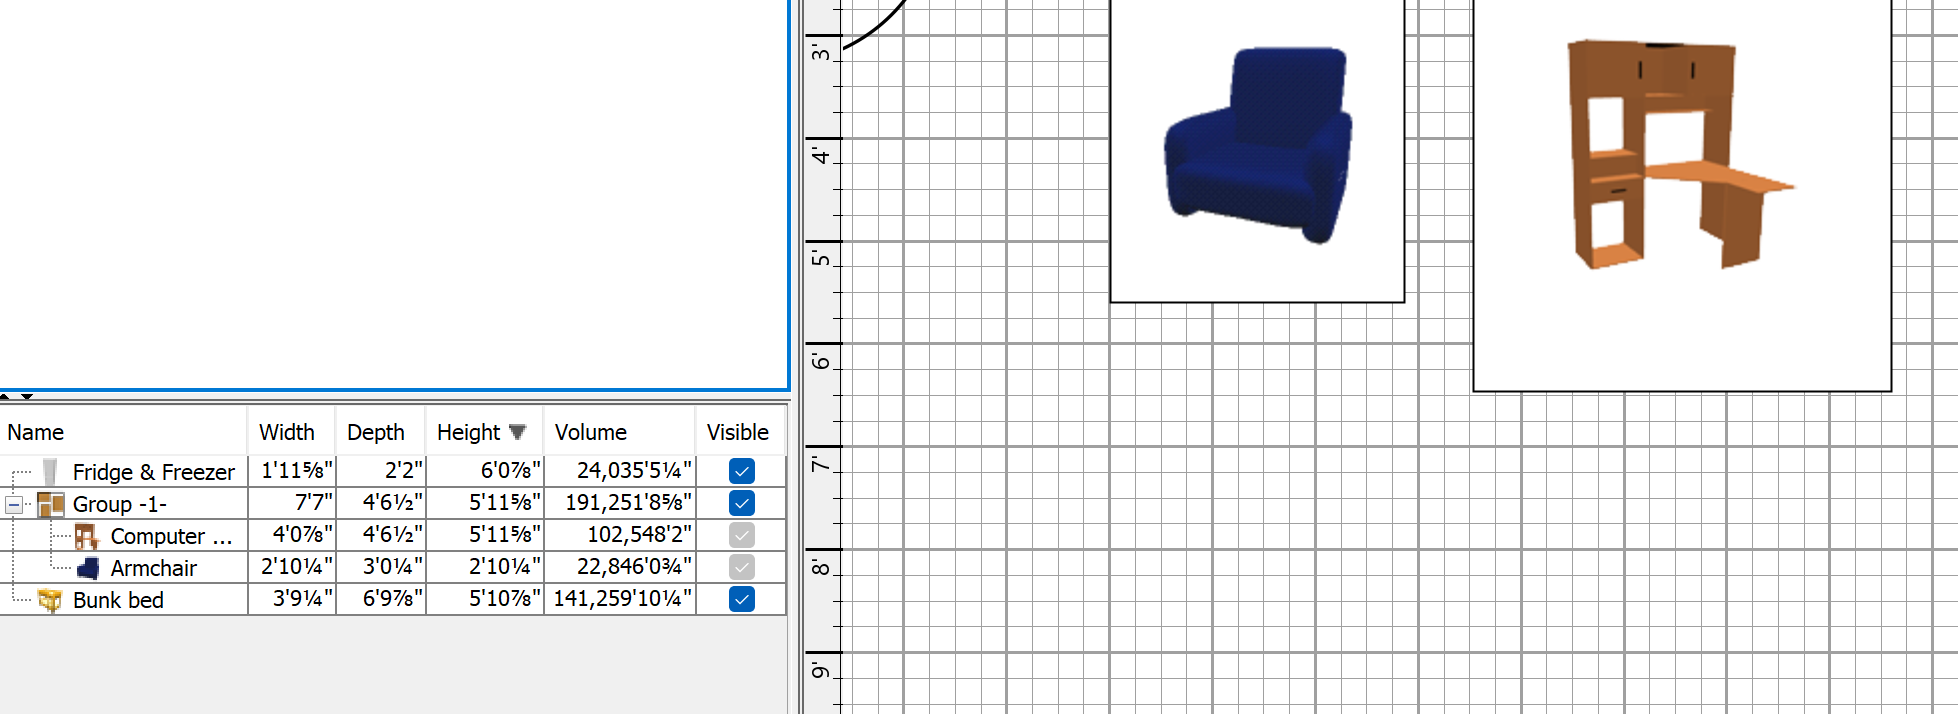 3'
4'
5'
6'
7'
8'
9'
Name Width Depth Height Volume Visible
Fridge & Freezer 1'11⅝" 2'2" 6'0⅞" 24,035'5¼"
Group -1- 7'7" 4'6½" 5'11⅝" 191,251'8⅝"
Computer ... 4'0⅞" 4'6½" 5'11⅝" 102,548'2"
Armchair 2'10¼" 3'0¼" 2'10¼" 22,846'0¾"
Bunk bed 3'9¼" 6'9⅞" 5'10⅞" 141,259'10¼"